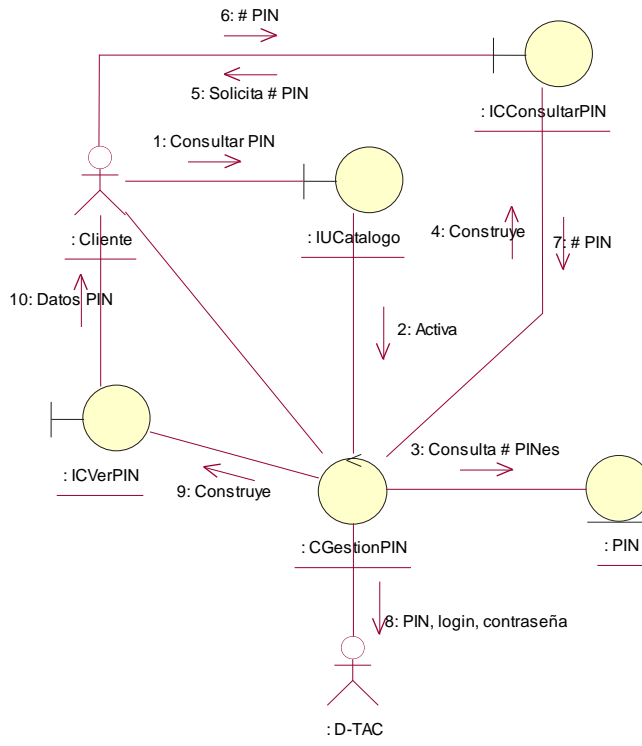 6: # PIN
5: Solicita # PIN
: ICConsultarPIN
1: Consultar PIN
: Cliente
: IUCatalogo
4: Construye
7: # PIN
10: Datos PIN
2: Activa
: ICVerPIN
3: Consulta # PINes
9: Construye
: CGestionPIN
: PIN
8: PIN, login, contraseña
: D-TAC